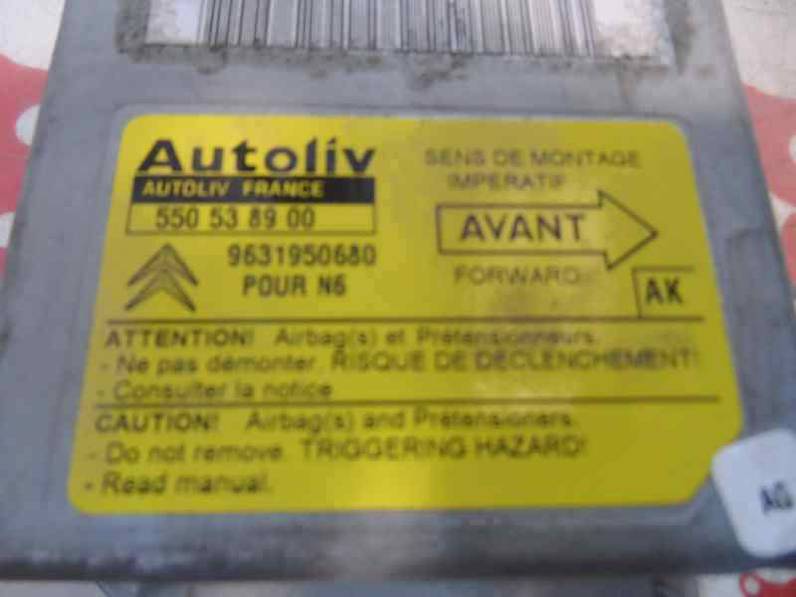 Autoliv
AUTOLIV FRANCE
550 53 89 00
9631950680
POUR N6
SENS DE MONTAGE
IMPERATIF
AVANT
FORWARD
AK
ATTENTION! Airbag(s) et Prétensionneurs.
- Ne pas démonter. RISQUE DE DECLENCHEMENT!
- Consulter la notice
CAUTION! Airbag(s) and Pretensioners.
- Do not remove. TRIGGERING HAZARD!
- Read manual.
AG